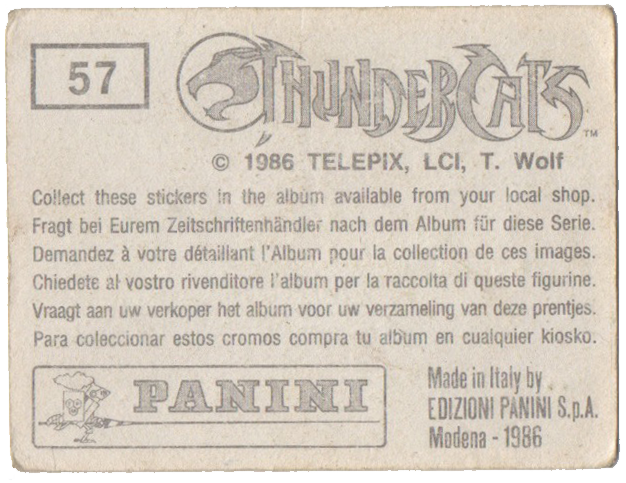 57
THUNDERCATS™
© 1986 TELEPIX, LCI, T. Wolf
Collect these stickers in the album available from your local shop.
Fragt bei Eurem Zeitschriftenhändler nach dem Album für diese Serie.
Demandez à votre détaillant l'Album pour la collection de ces images.
Chiedete al vostro rivenditore l'album per la raccolta di queste figurine.
Vraagt aan uw verkoper het album voor uw verzameling van deze prentjes.
Para coleccionar estos cromos compra tu album en cualquier kiosko.
PANINI
Made in Italy by
EDIZIONI PANINI S.p.A.
Modena - 1986